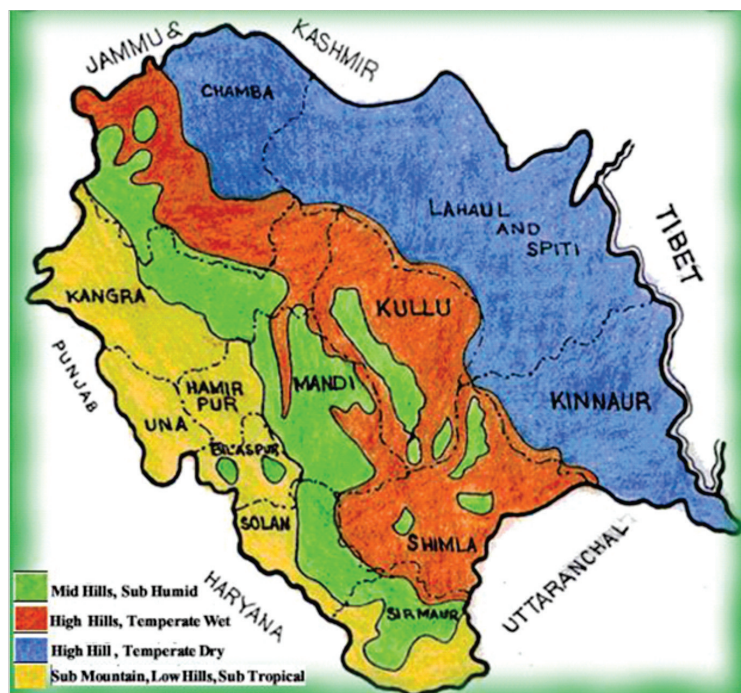 JAMMU &
KASHMIR
CHAMBA
LAHAUL
AND
SPITI
TIBET
KANGRA
KULLU
PUNJAB
HAMIR
PUR
MANDI
KINNAUR
UNA
BILASPUR
SOLAN
SHIMLA
HARYANA
UTTARANCHAL
SIRMAUR
Mid Hills, Sub Humid
High Hills, Temperate Wet
High Hill , Temperate Dry
Sub Mountain, Low Hills, Sub Tropical